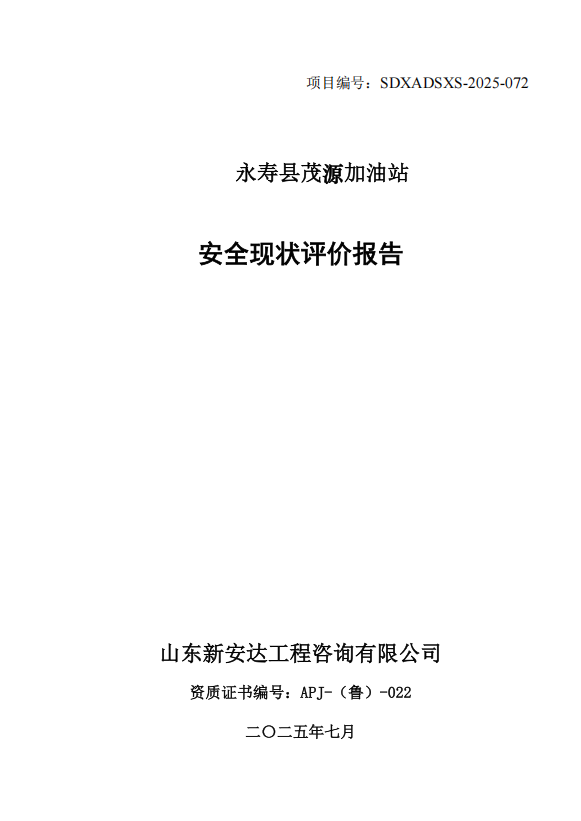 项目编号：SDXADSXS-2025-072
永寿县茂源加油站
安全现状评价报告
山东新安达工程咨询有限公司
资质证书编号：APJ-（鲁）-022
二〇二五年七月